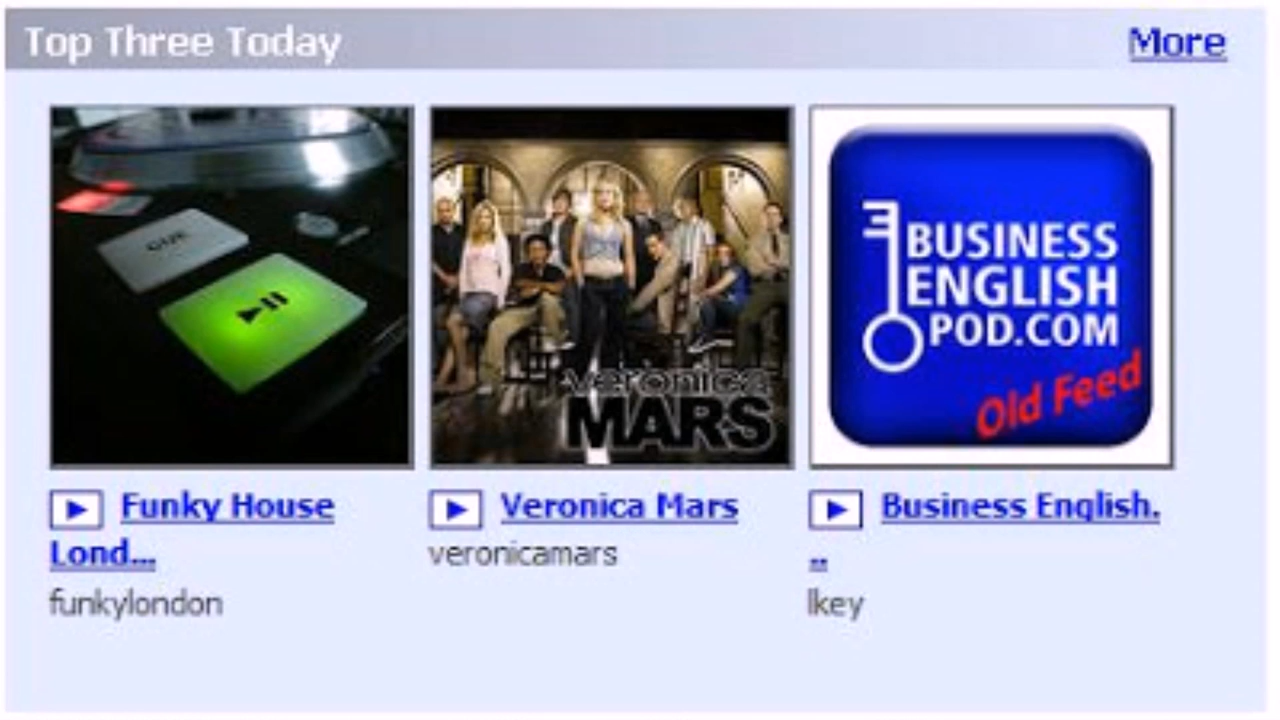 Top Three Today
More
CUE
veronica
MARS
BUSINESS
ENGLISH
POD.COM
Old Feed
Funky House
Lond...
funkylondon
Veronica Mars
veronicamars
Business English.
..
lkey